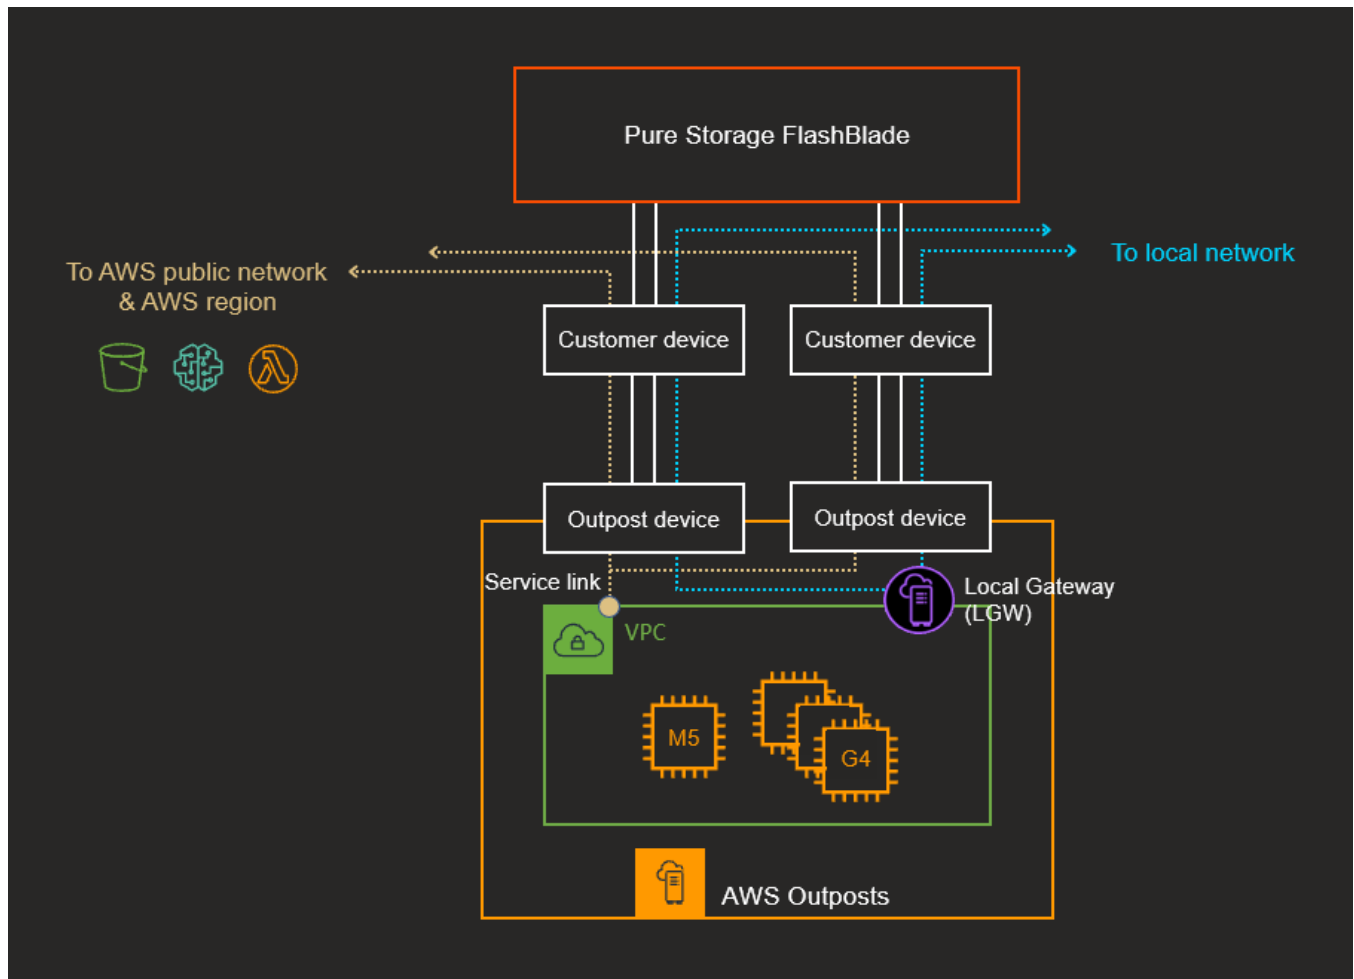 Pure Storage FlashBlade
To AWS public network
& AWS region
To local network
Customer device
Customer device
Outpost device
Outpost device
Service link
Local Gateway
(LGW)
VPC
M5
G4
AWS Outposts